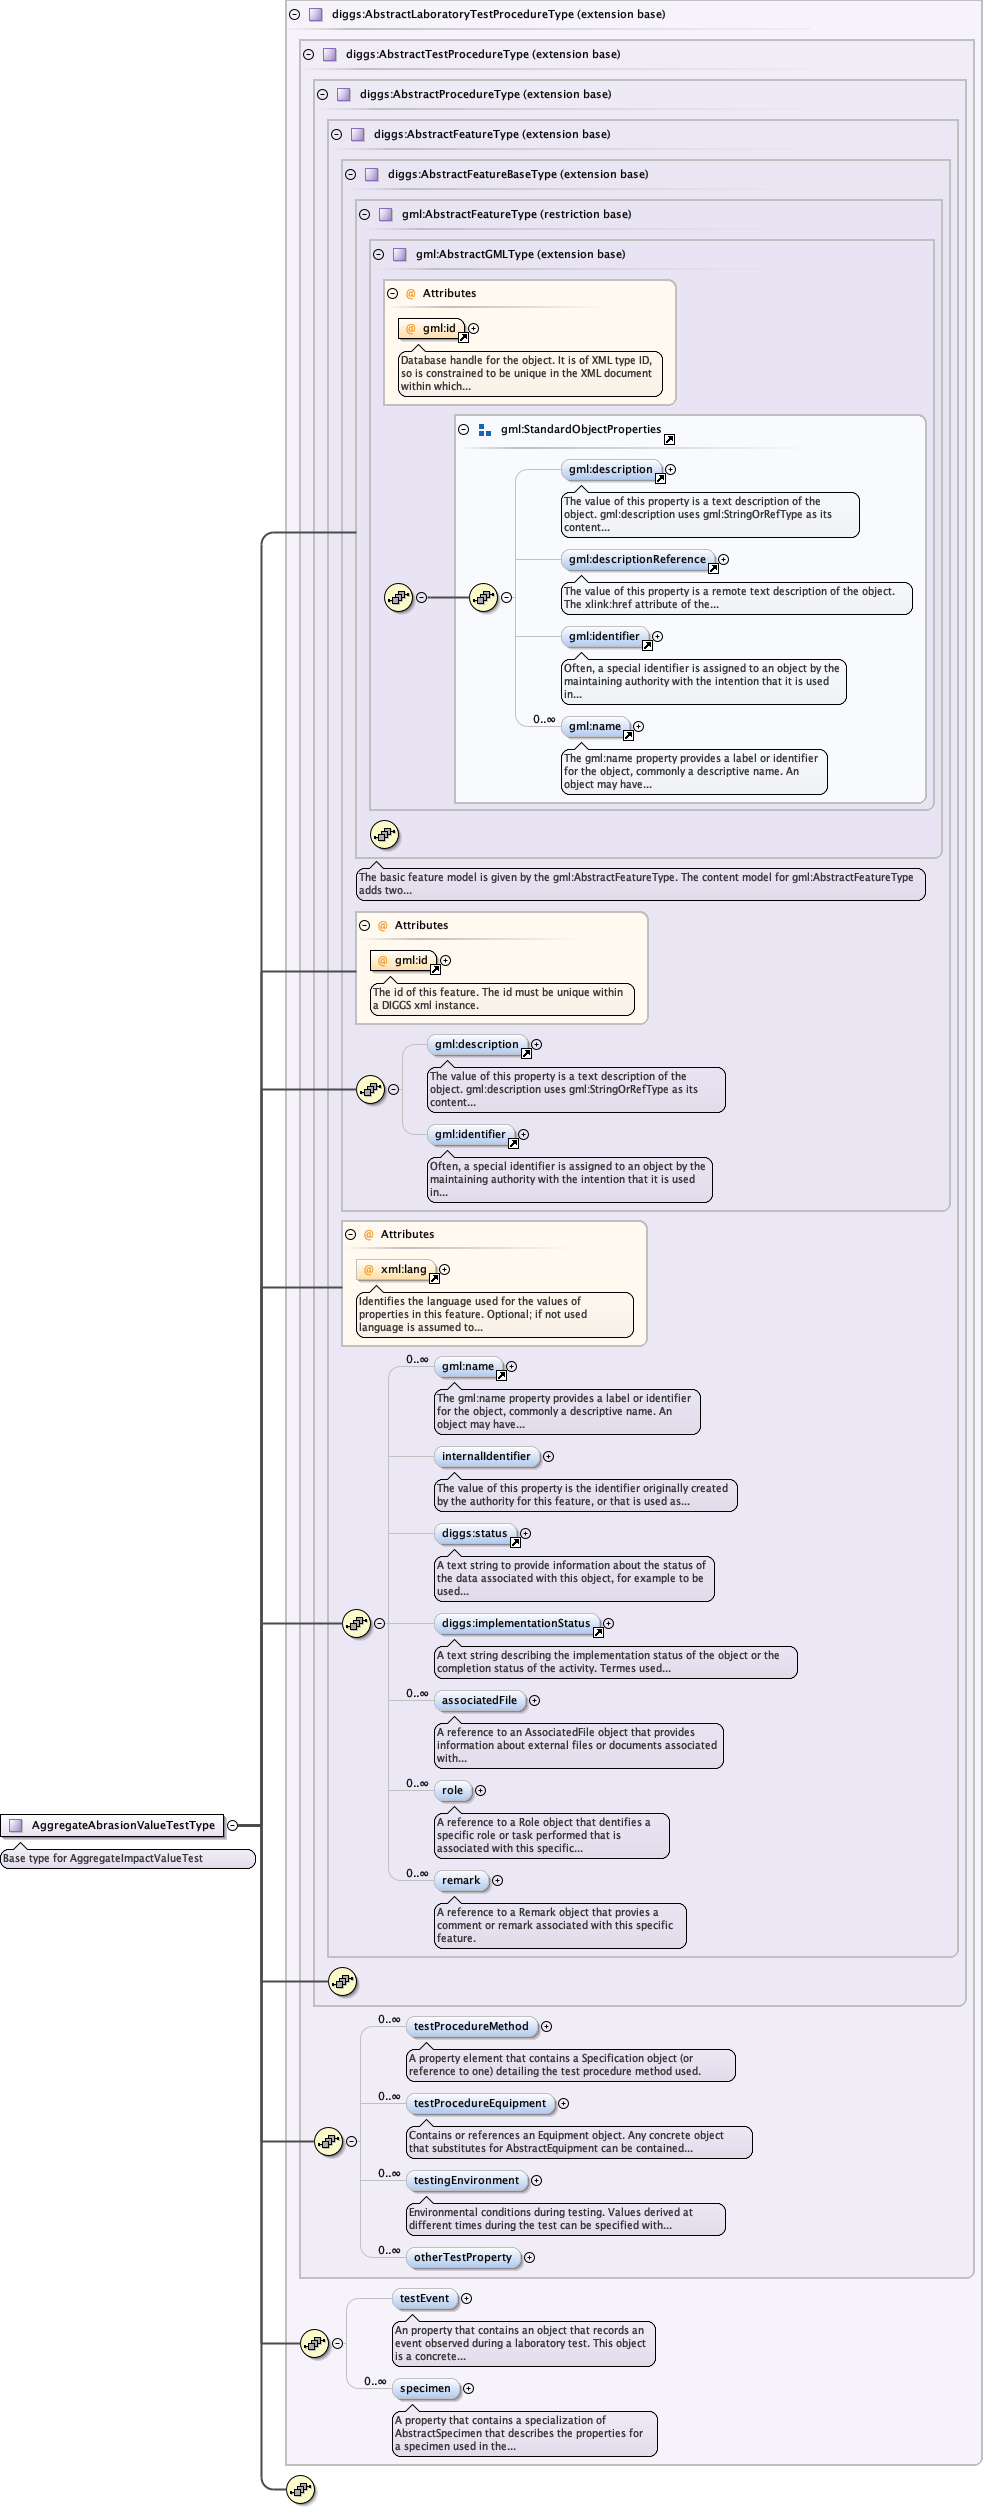 diggs:AbstractLaboratoryTestProcedureType (extension base)
diggs:AbstractTestProcedureType (extension base)
diggs:AbstractProcedureType (extension base)
diggs:AbstractFeatureType (extension base)
diggs:AbstractFeatureBaseType (extension base)
gml:AbstractFeatureType (restriction base)
gml:AbstractGMLType (extension base)
@ Attributes
@ gml:id
Database handle for the object. It is of XML type ID,
so is constrained to be unique in the XML document
within which...
gml:StandardObjectProperties
gml:description
The value of this property is a text description of the
object. gml:description uses gml:StringOrRefType as its
content...
gml:descriptionReference
The value of this property is a remote text description of the object.
The xlink:href attribute of the...
gml:identifier
Often, a special identifier is assigned to an object by the
maintaining authority with the intention that it is used
in...
0..∞
gml:name
The gml:name property provides a label or identifier
for the object, commonly a descriptive name. An
object may have...
The basic feature model is given by the gml:AbstractFeatureType. The content model for gml:AbstractFeatureType
adds two...
@ Attributes
@ gml:id
The id of this feature. The id must be unique within
a DIGGS xml instance.
gml:description
The value of this property is a text description of the
object. gml:description uses gml:StringOrRefType as its
content...
gml:identifier
Often, a special identifier is assigned to an object by the
maintaining authority with the intention that it is used
in...
@ Attributes
@ xml:lang
Identifies the language used for the values of
properties in this feature. Optional; if not used
language is assumed to...
0..∞
gml:name
The gml:name property provides a label or identifier
for the object, commonly a descriptive name. An
object may have...
internalIdentifier
The value of this property is the identifier originally created
by the authority for this feature, or that is used as...
diggs:status
A text string to provide information about the status of
the data associated with this object, for example to be
used...
diggs:implementationStatus
A text string describing the implementation status of the object or the
completion status of the activity. Termes used...
0..∞
associatedFile
A reference to an AssociatedFile object that provides
information about external files or documents associated
with...
0..∞
role
A reference to a Role object that dentifies a
specific role or task performed that is
associated with this specific...
AggregateAbrasionValueTestType
Base type for AggregateImpactValueTest
0..∞
remark
A reference to a Remark object that provies a
comment or remark associated with this specific
feature.
0..∞
testProcedureMethod
A property element that contains a Specification object (or
reference to one) detailing the test procedure method used.
0..∞
testProcedureEquipment
Contains or references an Equipment object. Any concrete object
that substitutes for AbstractEquipment can be contained...
0..∞
testingEnvironment
Environmental conditions during testing. Values derived at
different times during the test can be specified with...
0..∞
otherTestProperty
testEvent
An property that contains an object that records an
event observed during a laboratory test. This object
is a concrete...
0..∞
specimen
A property that contains a specialization of
AbstractSpecimen that describes the properties for
a specimen used in the...